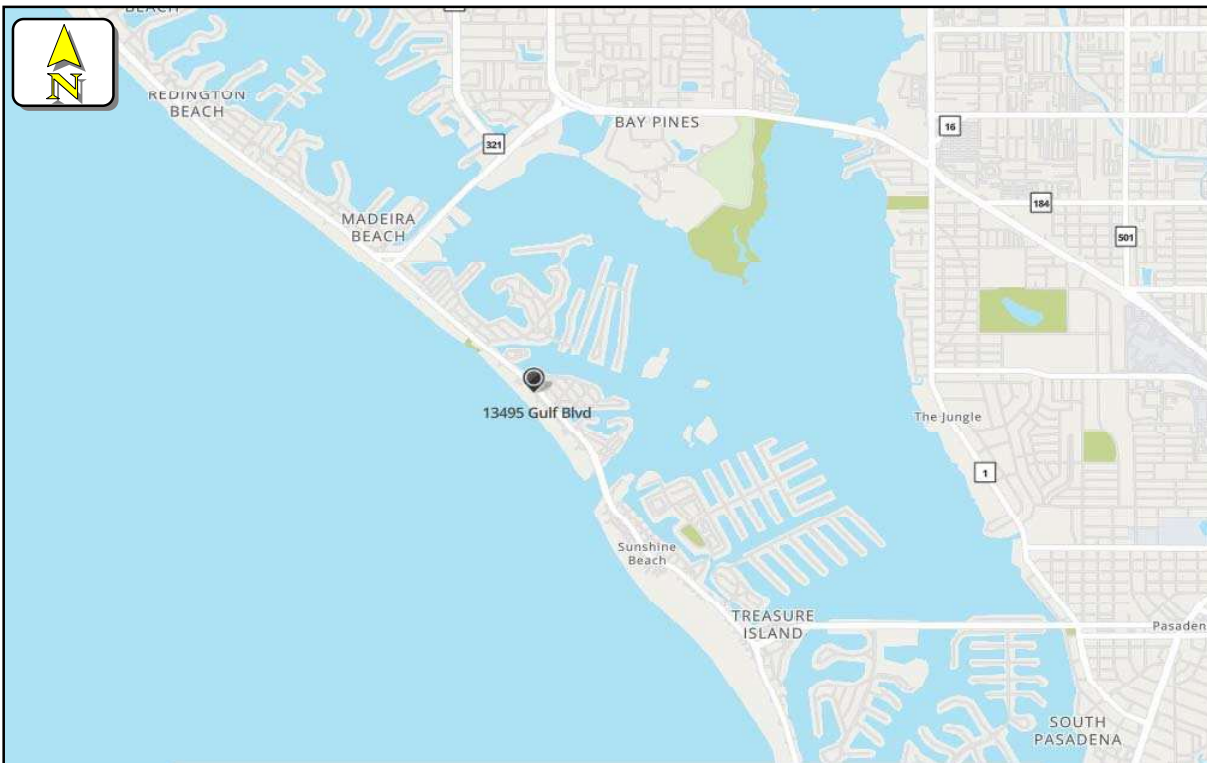 BEACH
N
REDINGTON
BEACH
BAY PINES
16
321
184
MADEIRA
BEACH
501
13495 Gulf Blvd
The Jungle
1
Sunshine
Beach
TREASURE
ISLAND
Pasaden
SOUTH
PASADENA